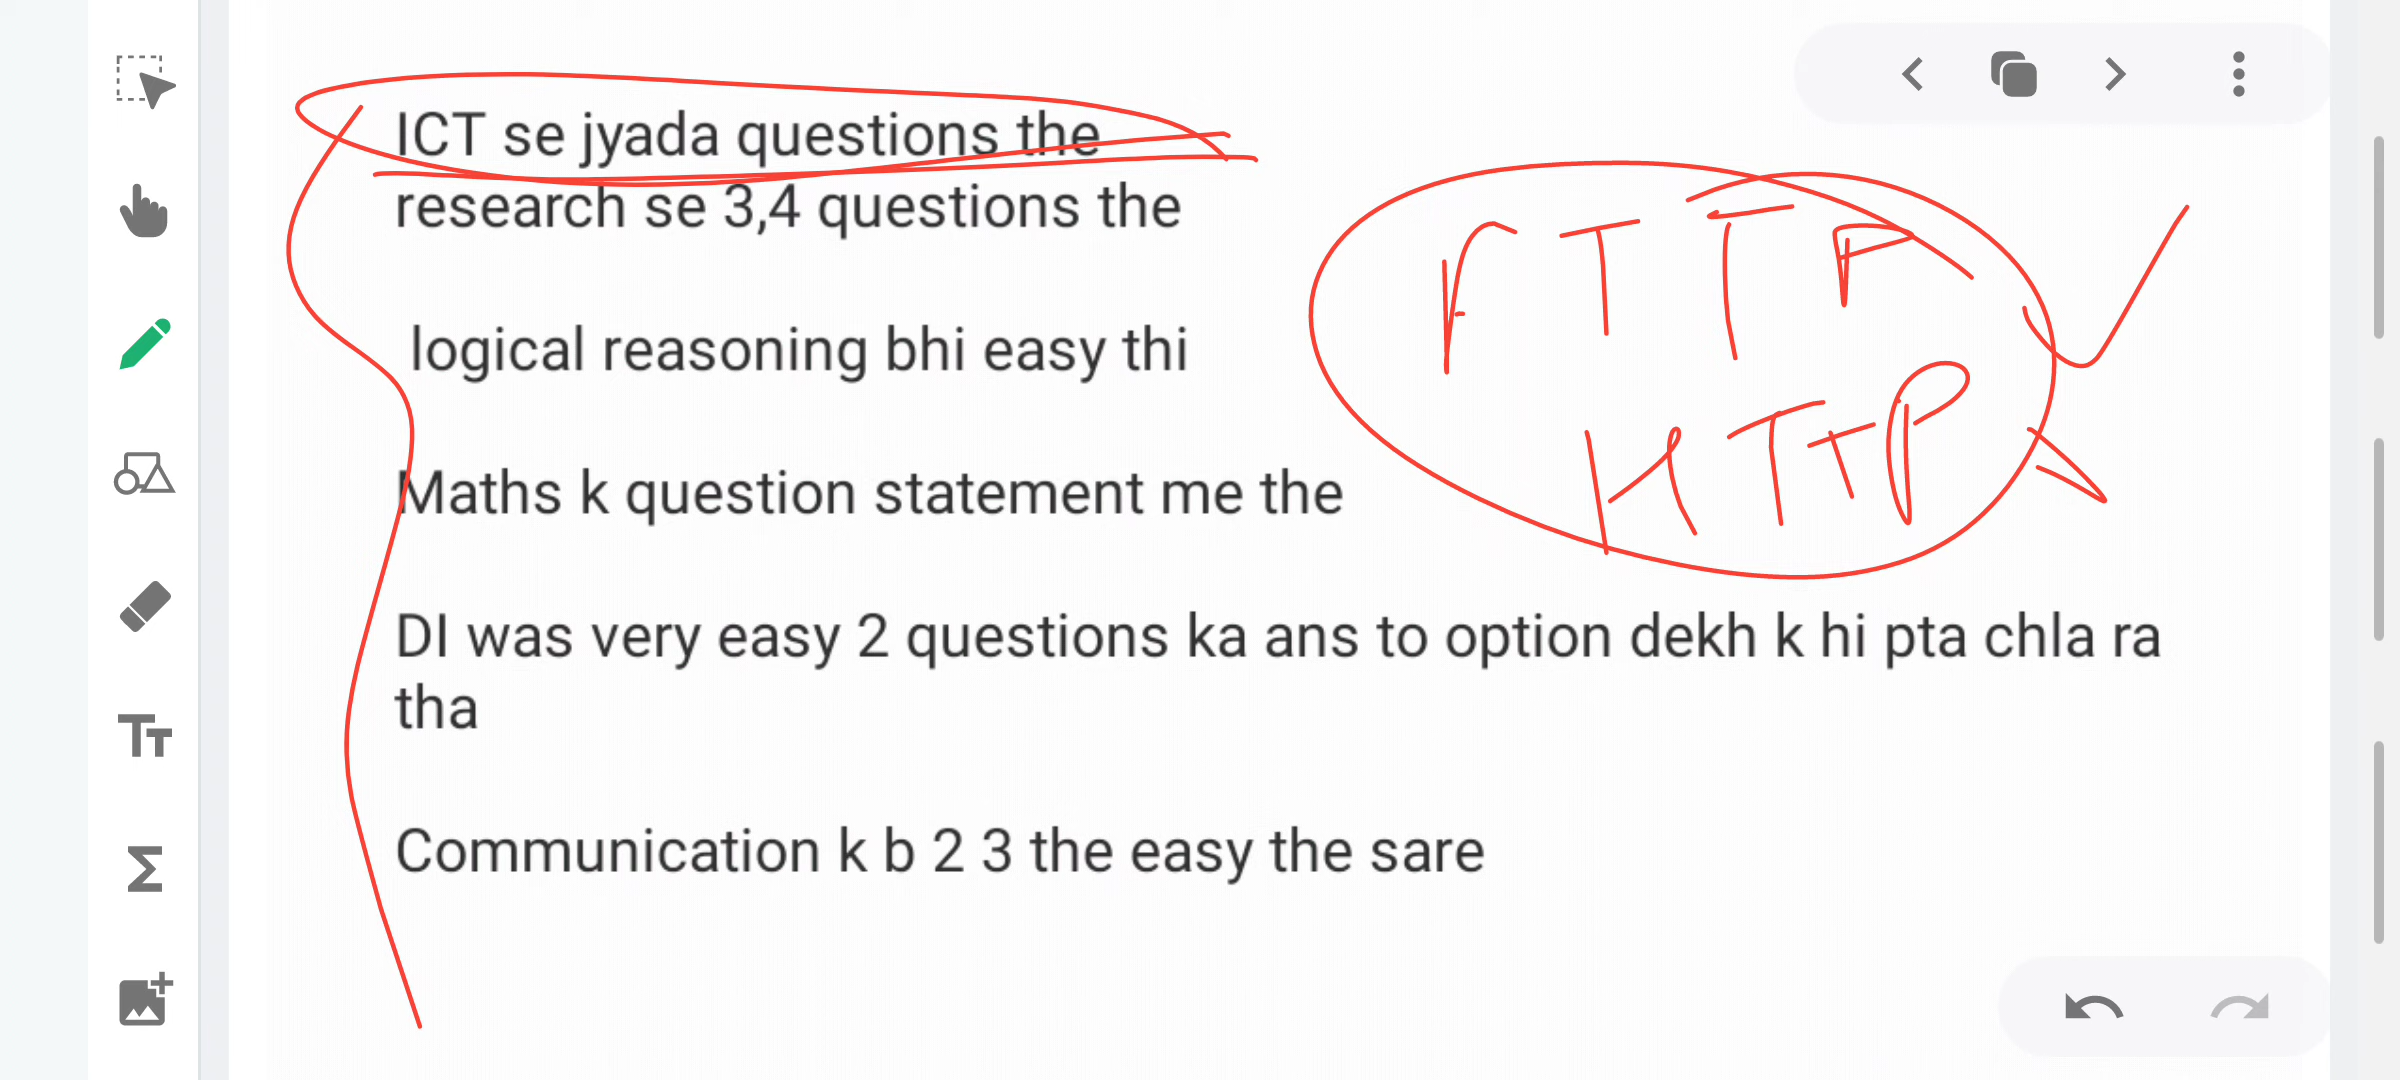 ICT se jyada questions the
research se 3,4 questions the
FTTP
HTTP
logical reasoning bhi easy thi
Maths k question statement me the
DI was very easy 2 questions ka ans to option dekh k hi pta chla ra
tha
Communication k b 2 3 the easy the sare